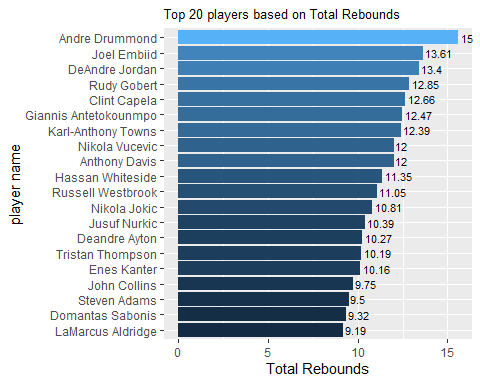 Top 20 players based on Total Rebounds
Andre Drummond 15
Joel Embiid 13.61
DeAndre Jordan 13.4
Rudy Gobert 12.85
Clint Capela 12.66
Giannis Antetokounmpo 12.47
Karl-Anthony Towns 12.39
Nikola Vucevic 12
Anthony Davis 12
Hassan Whiteside 11.35
Russell Westbrook 11.05
Nikola Jokic 10.81
Jusuf Nurkic 10.39
Deandre Ayton 10.27
Tristan Thompson 10.19
Enes Kanter 10.16
John Collins 9.75
Steven Adams 9.5
Domantas Sabonis 9.32
LaMarcus Aldridge 9.19
player name
0 5 10 15
Total Rebounds